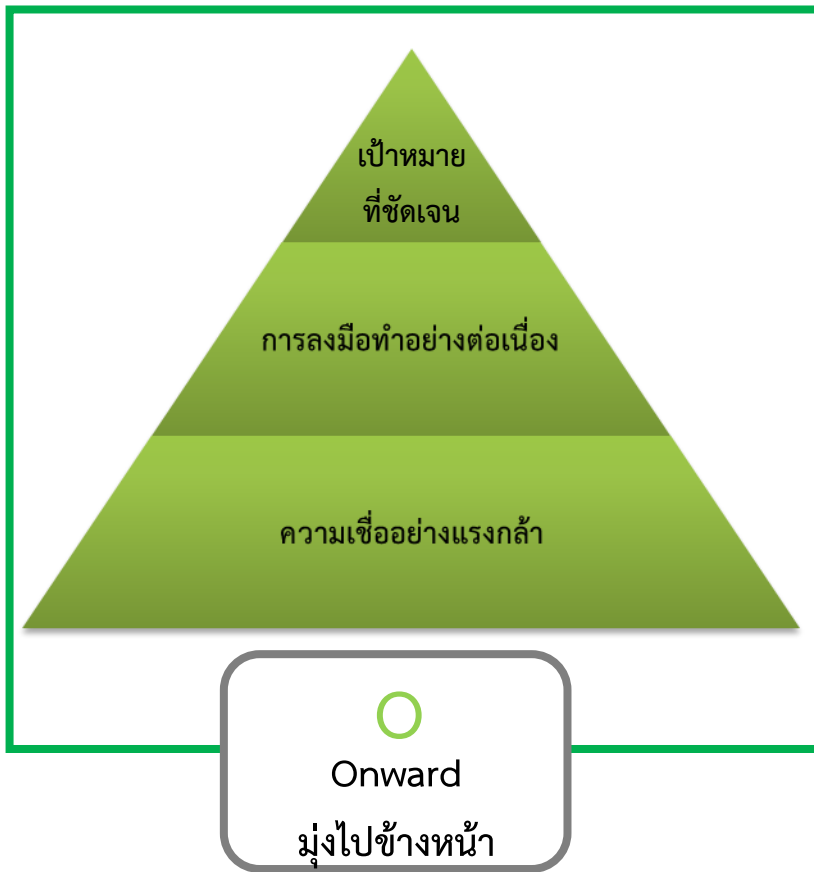 เป้าหมาย
ที่ชัดเจน
การลงมือทำอย่างต่อเนื่อง
ความเชื่ออย่างแรงกล้า
O
Onward
มุ่งไปข้างหน้า